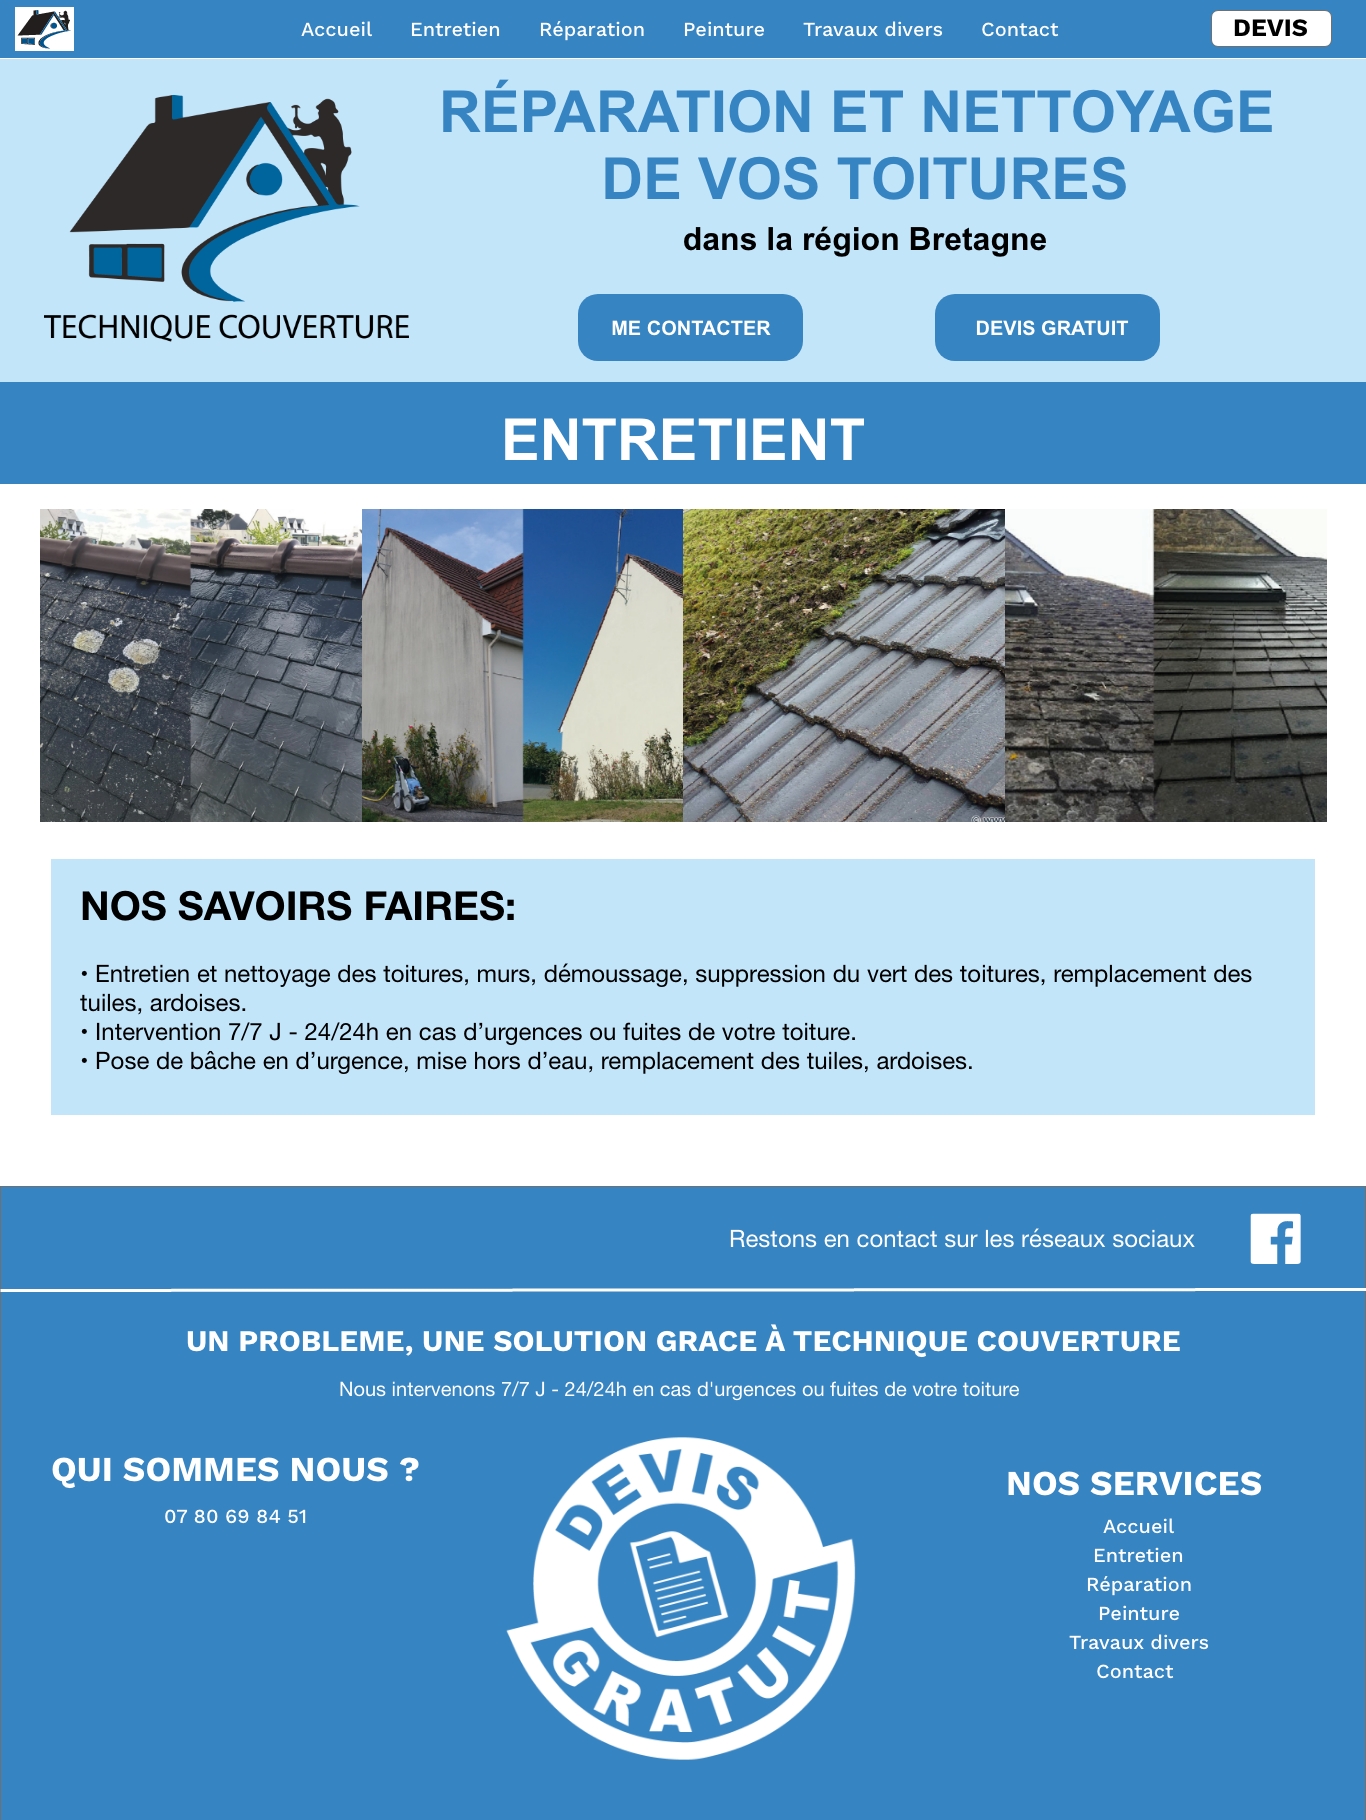 Accueil Entretien Réparation Peinture Travaux divers Contact DEVIS
RÉPARATION ET NETTOYAGE
DE VOS TOITURES
dans la région Bretagne
TECHNIQUE COUVERTURE
ME CONTACTER DEVIS GRATUIT
ENTRETIENT
NOS SAVOIRS FAIRES:
• Entretien et nettoyage des toitures, murs, démoussage, suppression du vert des toitures, remplacement des
tuiles, ardoises.
• Intervention 7/7 J - 24/24h en cas d’urgences ou fuites de votre toiture.
• Pose de bâche en d’urgence, mise hors d’eau, remplacement des tuiles, ardoises.
Restons en contact sur les réseaux sociaux
UN PROBLEME, UNE SOLUTION GRACE À TECHNIQUE COUVERTURE
Nous intervenons 7/7 J - 24/24h en cas d'urgences ou fuites de votre toiture
QUI SOMMES NOUS ?
07 80 69 84 51
DEVIS
GRATUIT
NOS SERVICES
Accueil
Entretien
Réparation
Peinture
Travaux divers
Contact